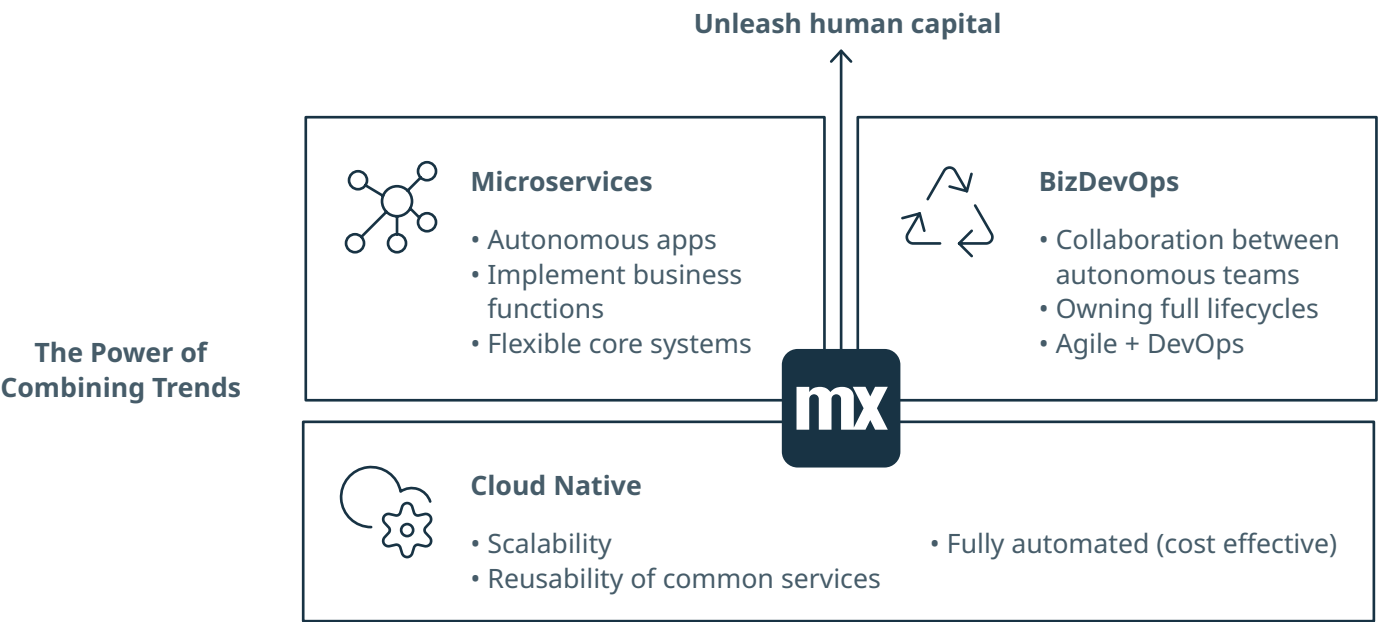 Unleash human capital
Microservices
• Autonomous apps
• Implement business
functions
• Flexible core systems
BizDevOps
• Collaboration between
autonomous teams
• Owning full lifecycles
• Agile + DevOps
The Power of
Combining Trends
mx
Cloud Native
• Scalability
• Reusability of common services
• Fully automated (cost effective)